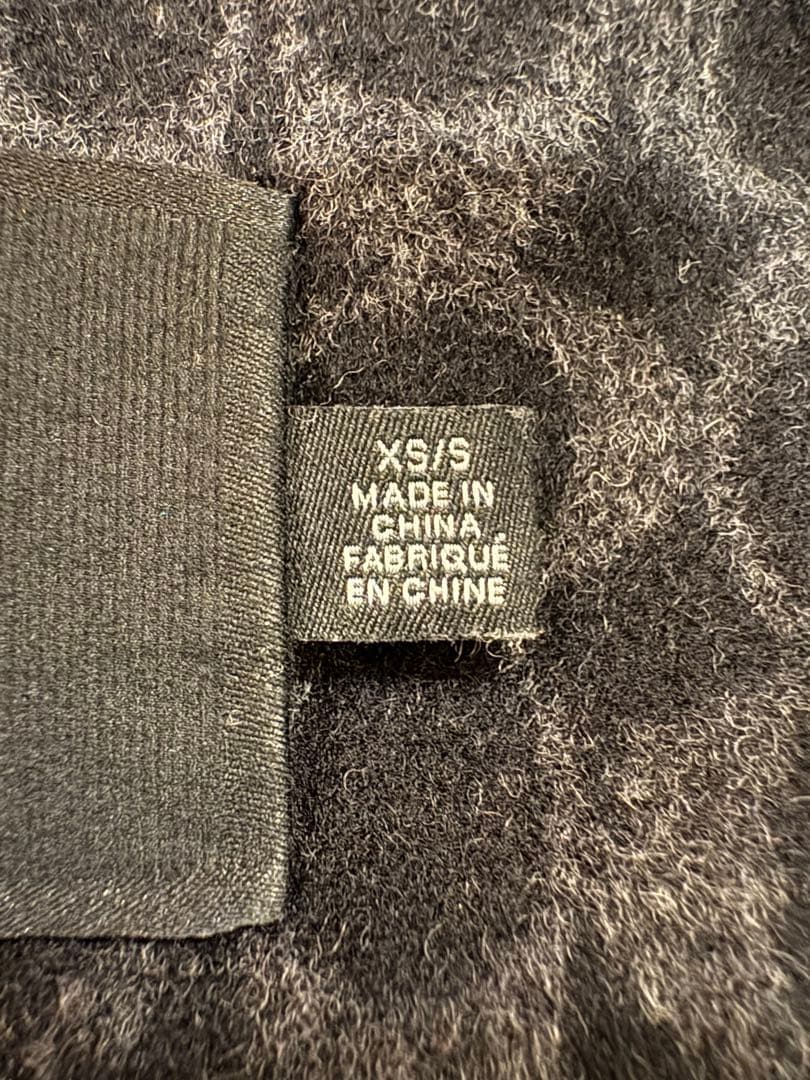 XS/S
MADE IN
CHINA
FABRIQUÉ
EN CHINE